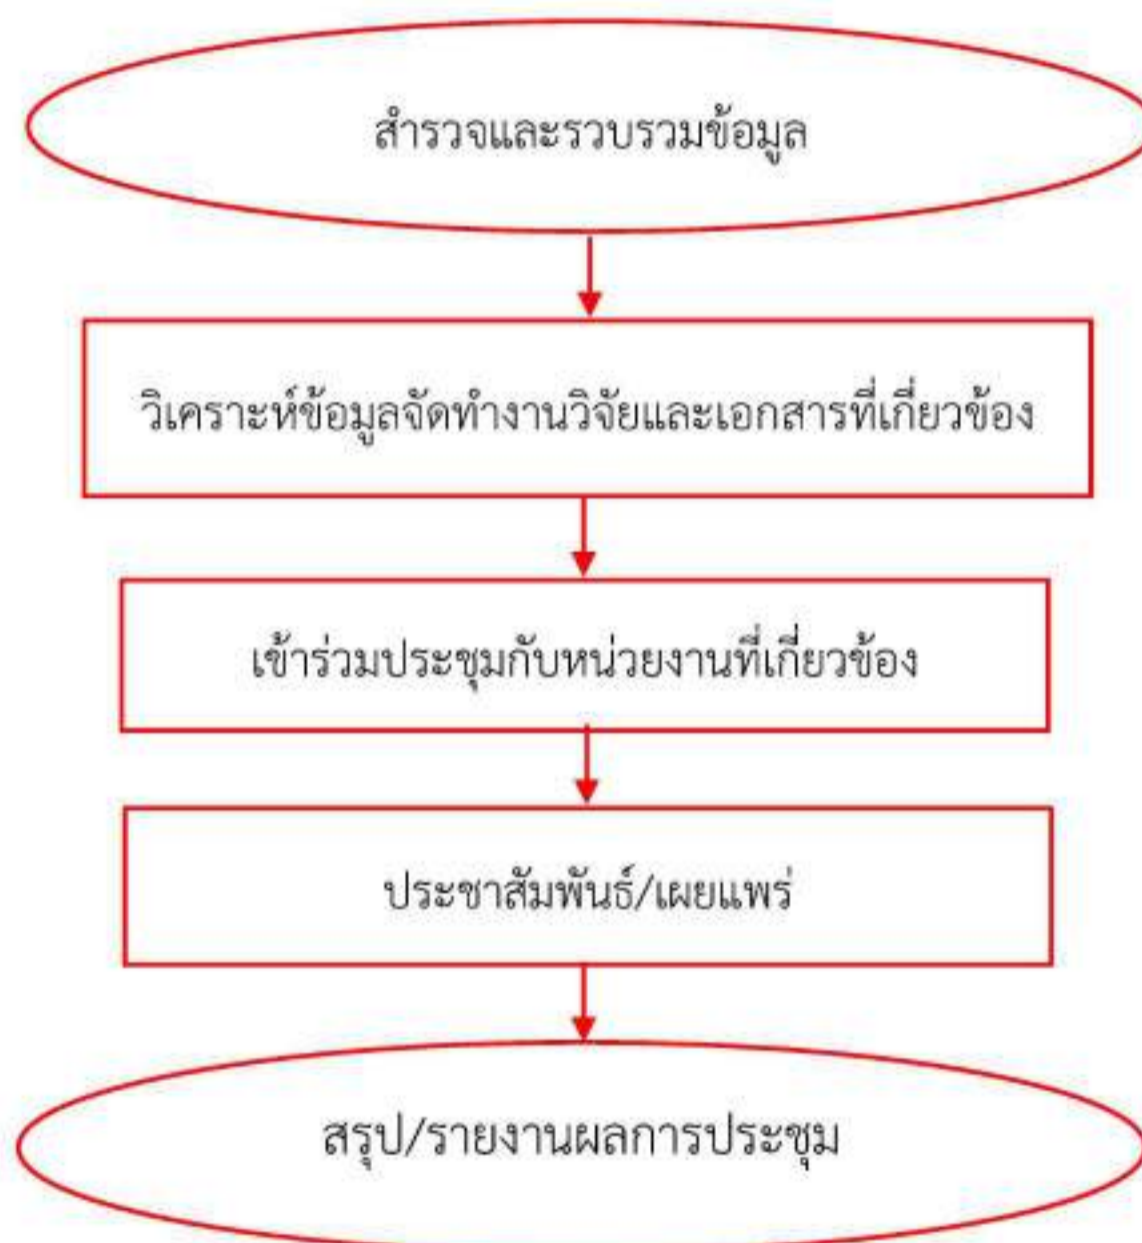 สำรวจและรวบรวมข้อมูล
วิเคราะห์ข้อมูลจัดทำงานวิจัยและเอกสารที่เกี่ยวข้อง
เข้าร่วมประชุมกับหน่วยงานที่เกี่ยวข้อง
ประชาสัมพันธ์/เผยแพร่
สรุป/รายงานผลการประชุม